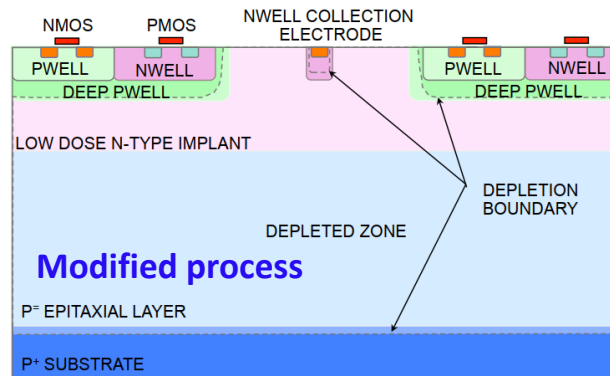 NMOS
PMOS
NWELL COLLECTION
ELECTRODE
PWELL
NWELL
PWELL
NWELL
DEEP PWELL
DEEP PWELL
LOW DOSE N-TYPE IMPLANT
DEPLETION
BOUNDARY
DEPLETED ZONE
Modified process
P⁼ EPITAXIAL LAYER
P⁺ SUBSTRATE